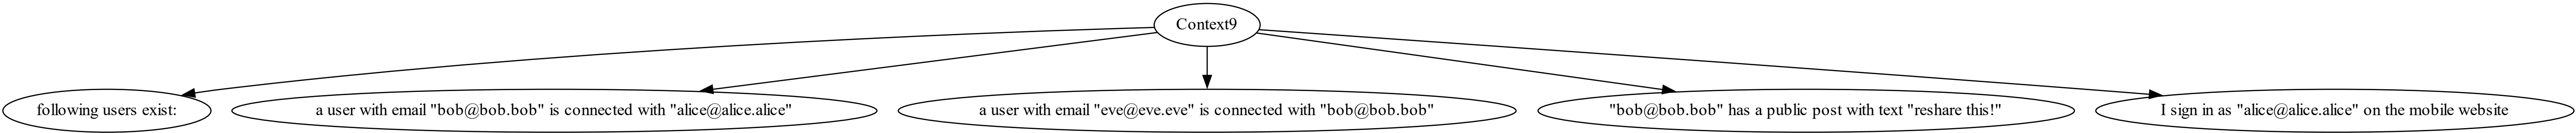 Context9
following users exist:
a user with email "bob@bob.bob" is connected with "alice@alice.alice"
a user with email "eve@eve.eve" is connected with "bob@bob.bob"
"bob@bob.bob" has a public post with text "reshare this!"
I sign in as "alice@alice.alice" on the mobile website